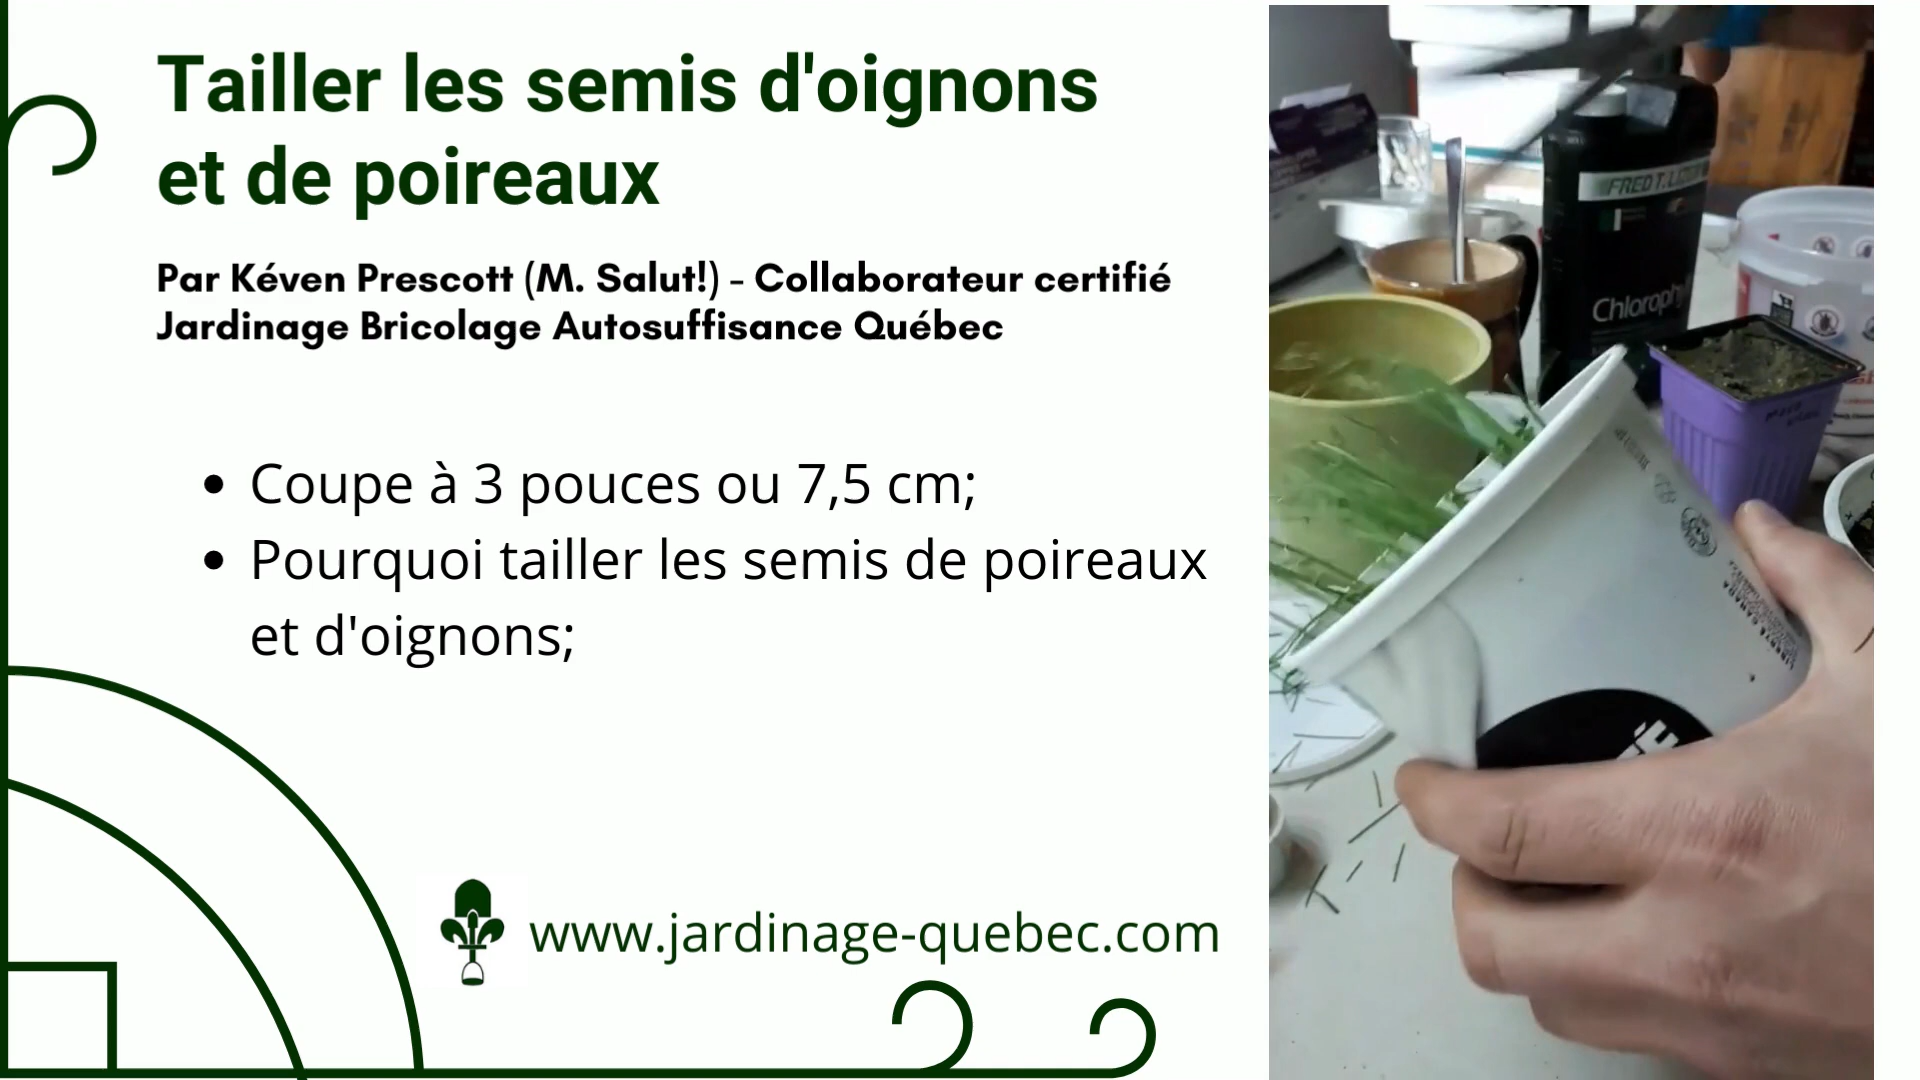 Tailler les semis d'oignons
et de poireaux
Par Kéven Prescott (M. Salut!) - Collaborateur certifié
Jardinage Bricolage Autosuffisance Québec
• Coupe à 3 pouces ou 7,5 cm;
• Pourquoi tailler les semis de poireaux
et d'oignons;
www.jardinage-quebec.com